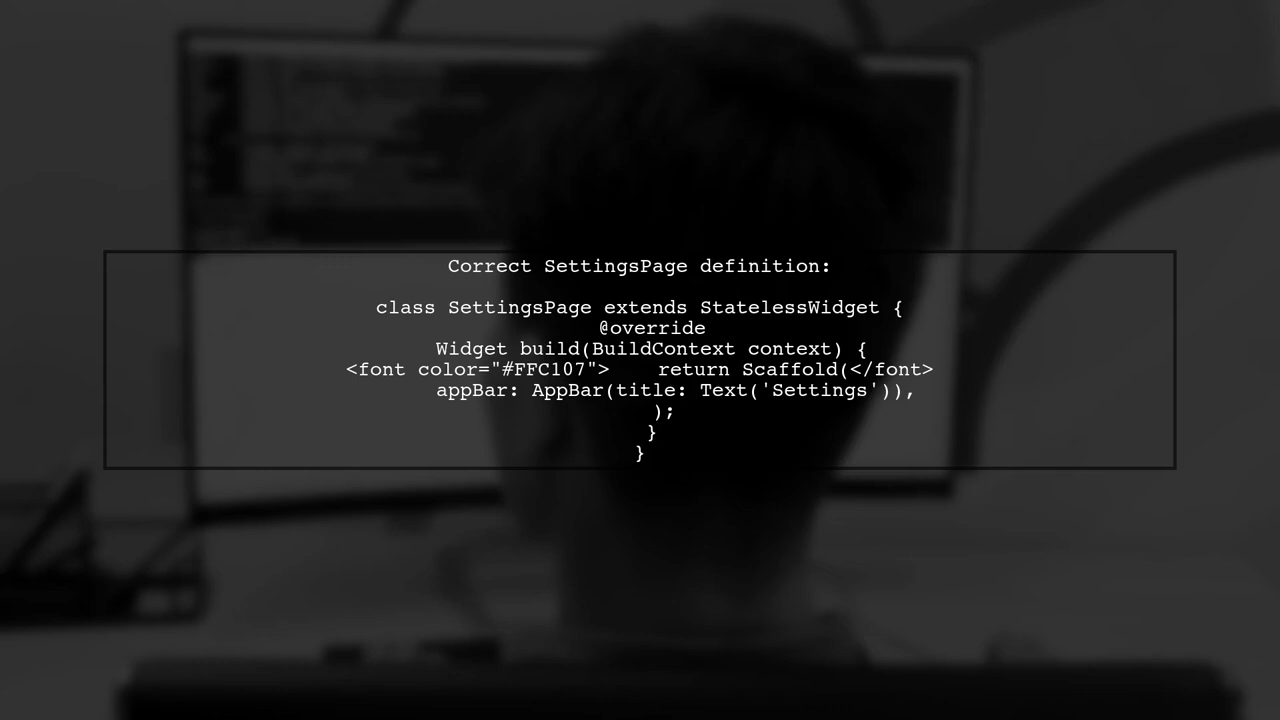 Correct SettingsPage definition:
class SettingsPage extends StatelessWidget {
@override
Widget build(BuildContext context) {
<font color="#FFC107">    return Scaffold(</font>
appBar: AppBar(title: Text('Settings')),
);
}
}